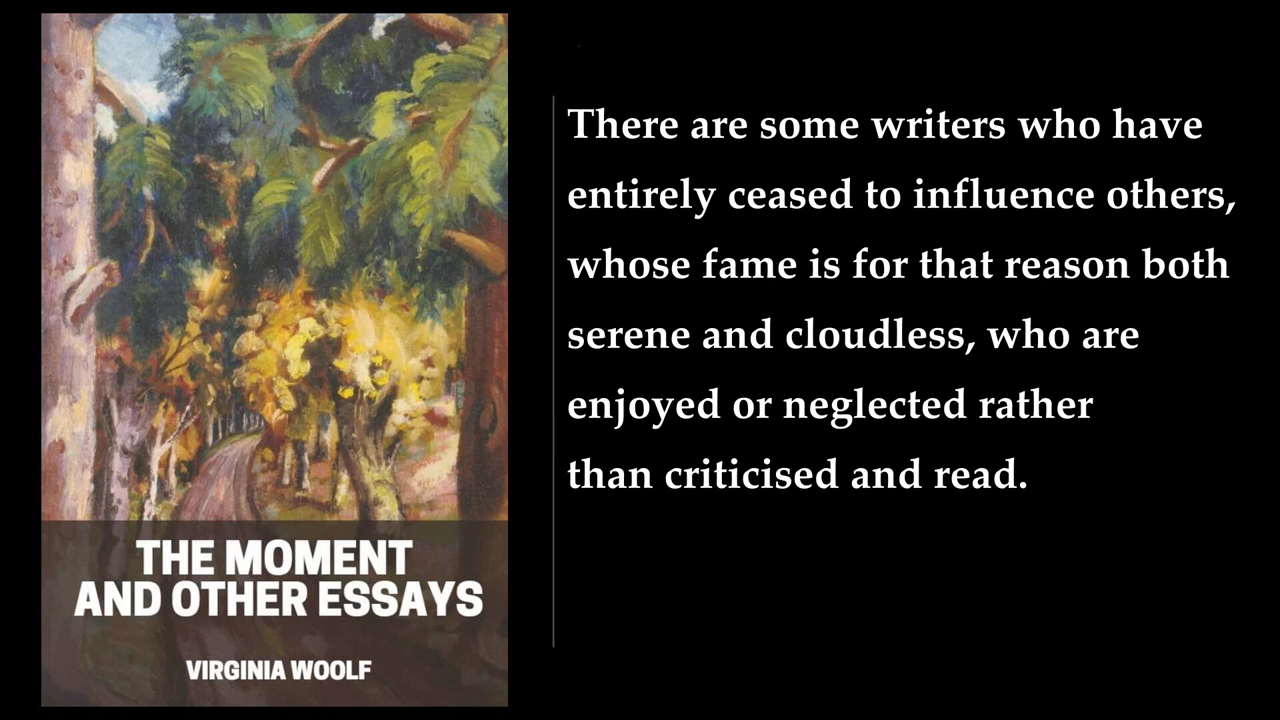 THE MOMENT
AND OTHER ESSAYS
VIRGINIA WOOLF
There are some writers who have
entirely ceased to influence others,
whose fame is for that reason both
serene and cloudless, who are
enjoyed or neglected rather
than criticised and read.